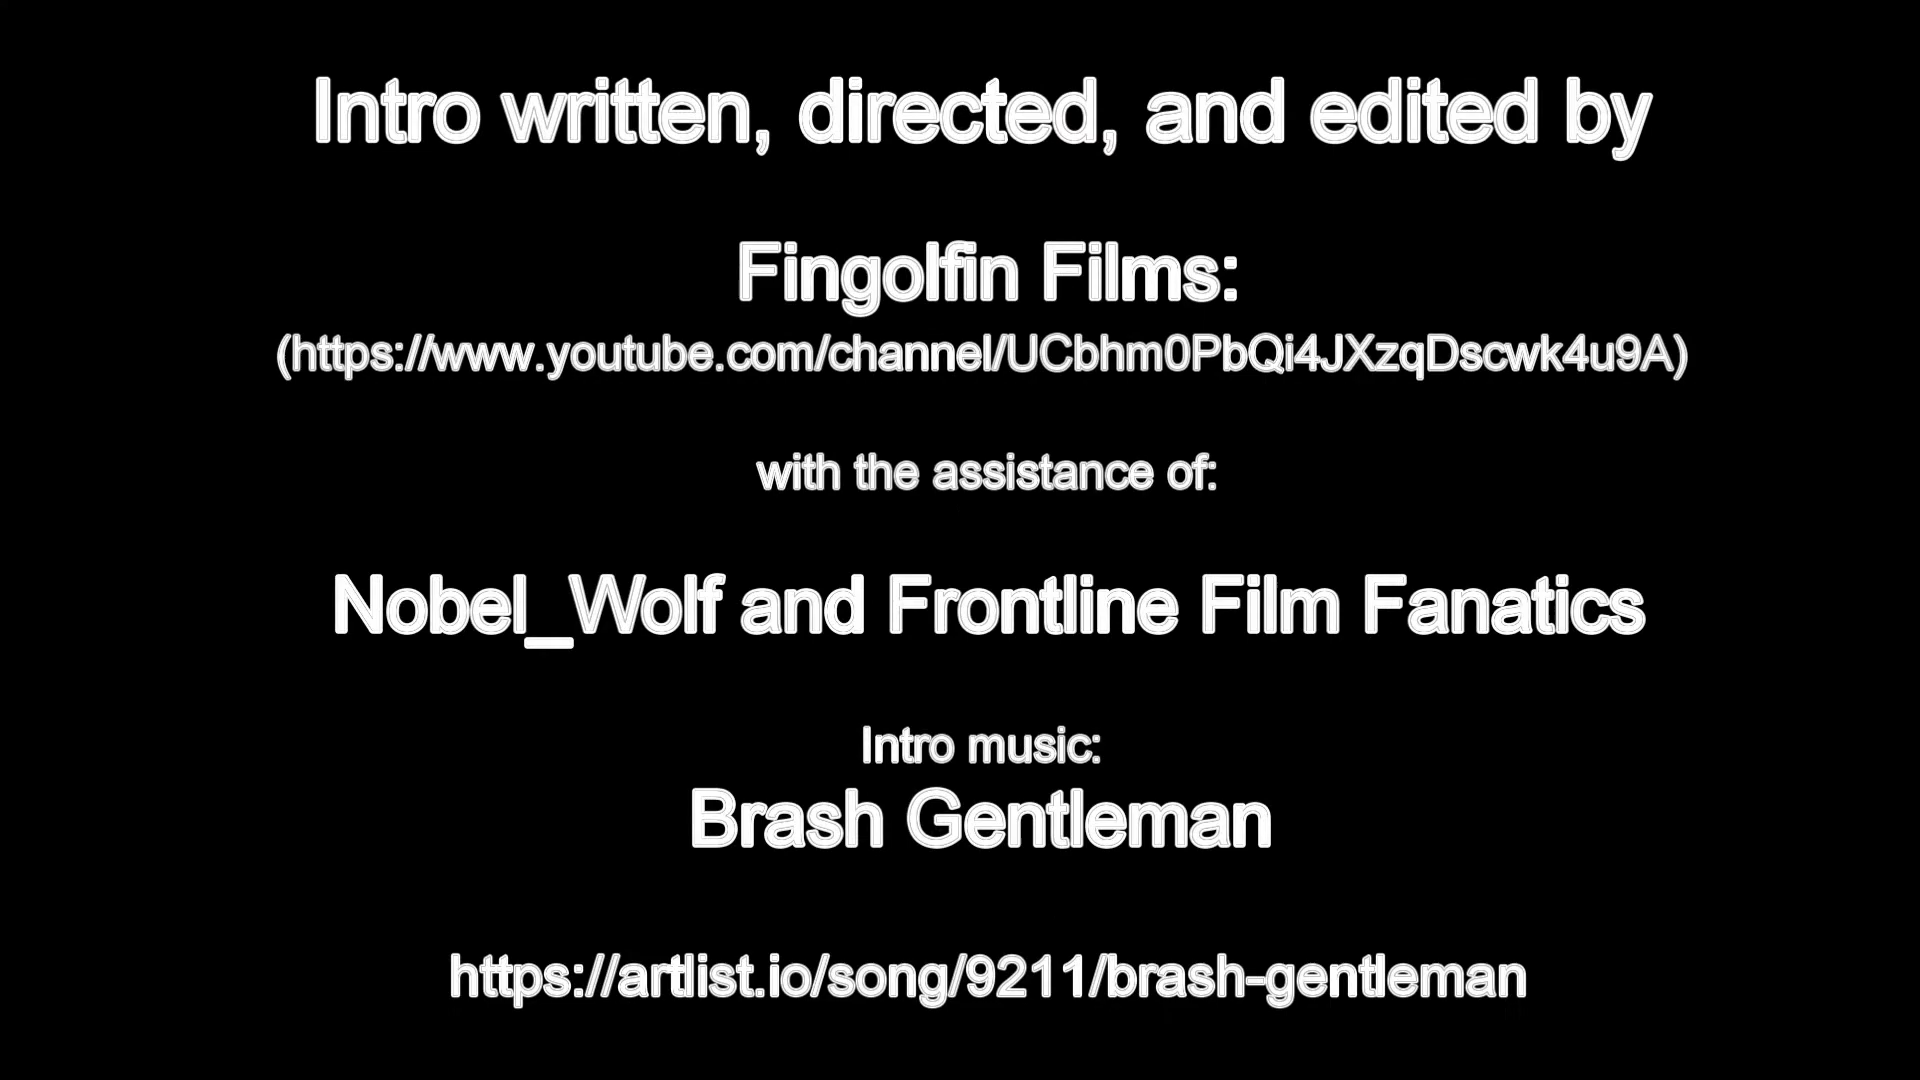 Intro written, directed, and edited by
Fingolfin Films:
(https://www.youtube.com/channel/UCbhm0PbQi4JXzqDscwk4u9A)
with the assistance of:
Nobel_Wolf and Frontline Film Fanatics
Intro music:
Brash Gentleman
https://artlist.io/song/9211/brash-gentleman